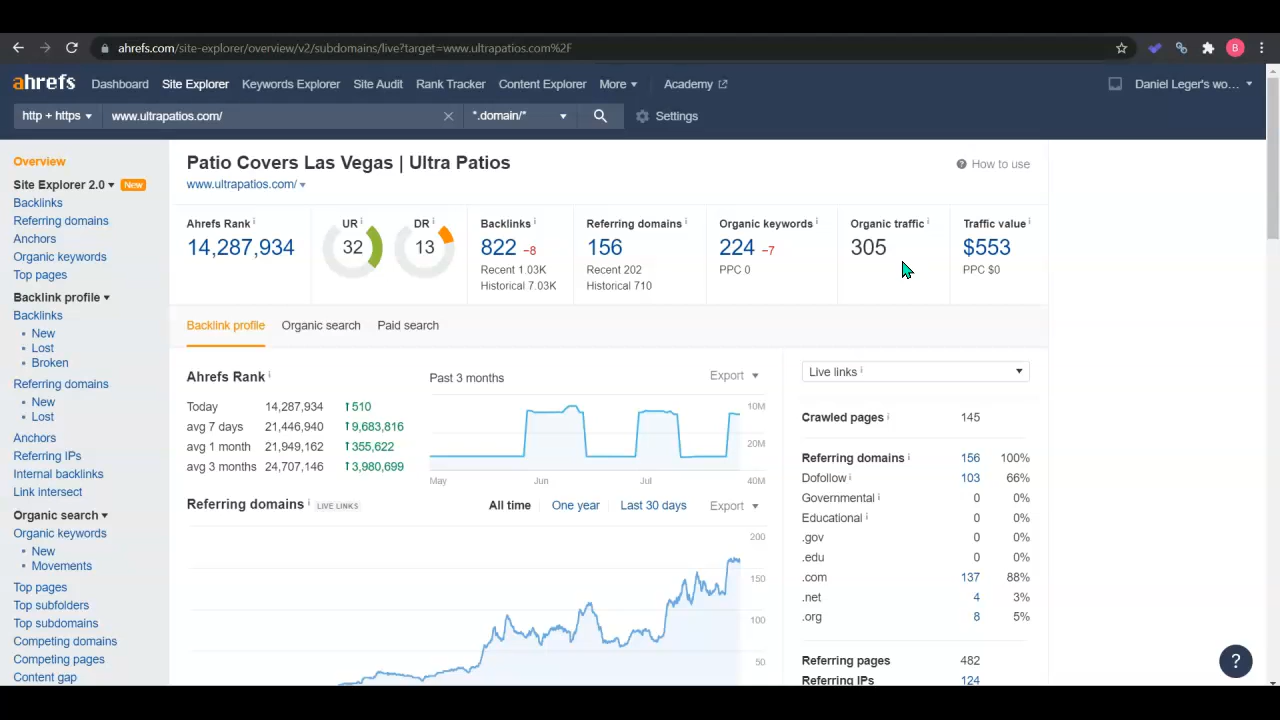 ahrefs.com/site-explorer/overview/v2/subdomains/live?target=www.ultrapatios.com%2F
B
ahrefs Dashboard Site Explorer Keywords Explorer Site Audit Rank Tracker Content Explorer More Academy Daniel Leger's wo...
http + https www.ultrapatios.com/ *.domain/* Settings
Overview
Site Explorer 2.0 New
Backlinks
Referring domains
Anchors
Organic keywords
Top pages
Backlink profile
Backlinks
New
Lost
Broken
Referring domains
New
Lost
Anchors
Referring IPs
Internal backlinks
Link intersect
Organic search
Organic keywords
New
Movements
Top pages
Top subfolders
Top subdomains
Competing domains
Competing pages
Content gap
Patio Covers Las Vegas | Ultra Patios
How to use
www.ultrapatios.com/
Ahrefs Rank
14,287,934
UR
32
DR
13
Backlinks
822 –8
Recent 1.03K
Historical 7.03K
Referring domains
156
Recent 202
Historical 710
Organic keywords
224 –7
PPC 0
Organic traffic
305
Traffic value
$553
PPC $0
Backlink profile Organic search Paid search
Ahrefs Rank
Today 14,287,934 510
avg 7 days 21,446,940 9,683,816
avg 1 month 21,949,162 355,622
avg 3 months 24,707,146 3,980,699
Past 3 months Export
10M
20M
40M
May Jun Jul
Referring domains LIVE LINKS All time One year Last 30 days Export
200
150
100
50
Live links
Crawled pages 145
Referring domains 156 100%
Dofollow 103 66%
Governmental 0 0%
Educational 0 0%
.gov 0 0%
.edu 0 0%
.com 137 88%
.net 4 3%
.org 8 5%
Referring pages 482
Referring IPs 124
?